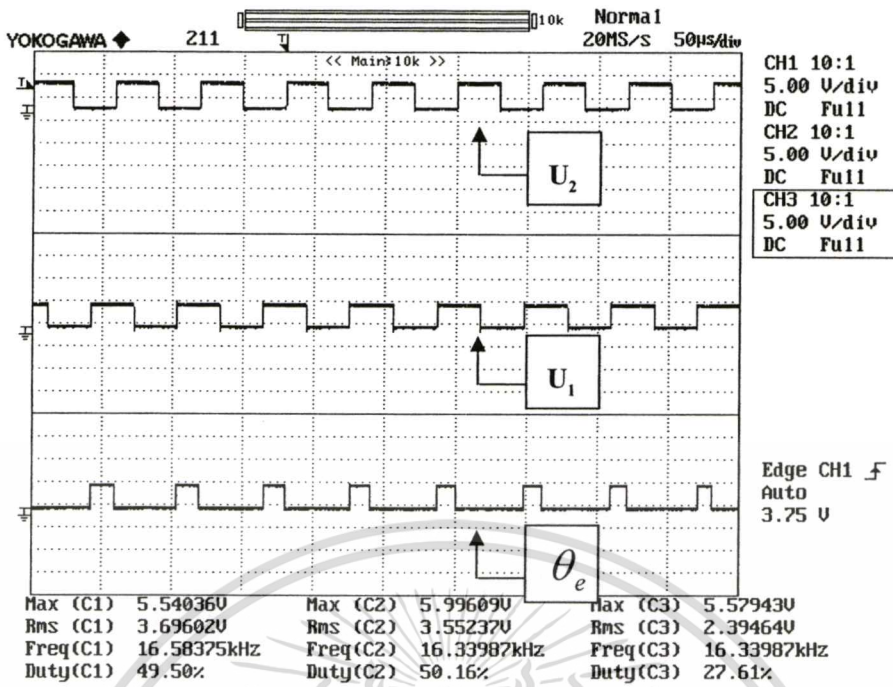 10k Normal
YOKOGAWA ◆ 211 20MS/s 50µs/div
<< Main:10k >>
CH1 10:1
5.00 V/div
DC Full
CH2 10:1
5.00 V/div
DC Full
CH3 10:1
5.00 V/div
DC Full
U₂
U₁
θₑ
Edge CH1
Auto
3.75 V
Max (C1) 5.54036V Max (C2) 5.99609V Max (C3) 5.57943V
Rms (C1) 3.69602V Rms (C2) 3.55237V Rms (C3) 2.39464V
Freq(C1) 16.58375kHz Freq(C2) 16.33987kHz Freq(C3) 16.33987kHz
Duty(C1) 49.50% Duty(C2) 50.16% Duty(C3) 27.61%